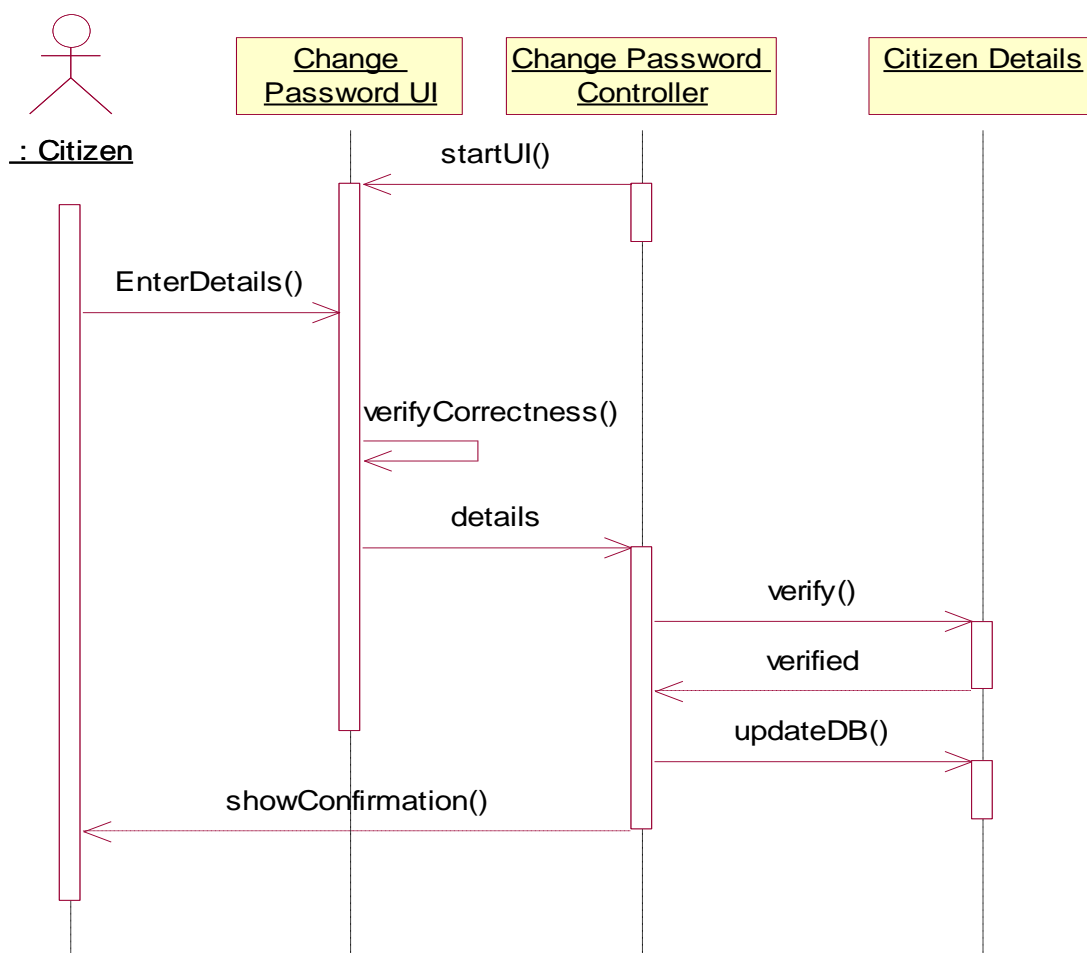 Change
Password UI
Change Password
Controller
Citizen Details
: Citizen
startUI()
EnterDetails()
verifyCorrectness()
details
verify()
verified
updateDB()
showConfirmation()